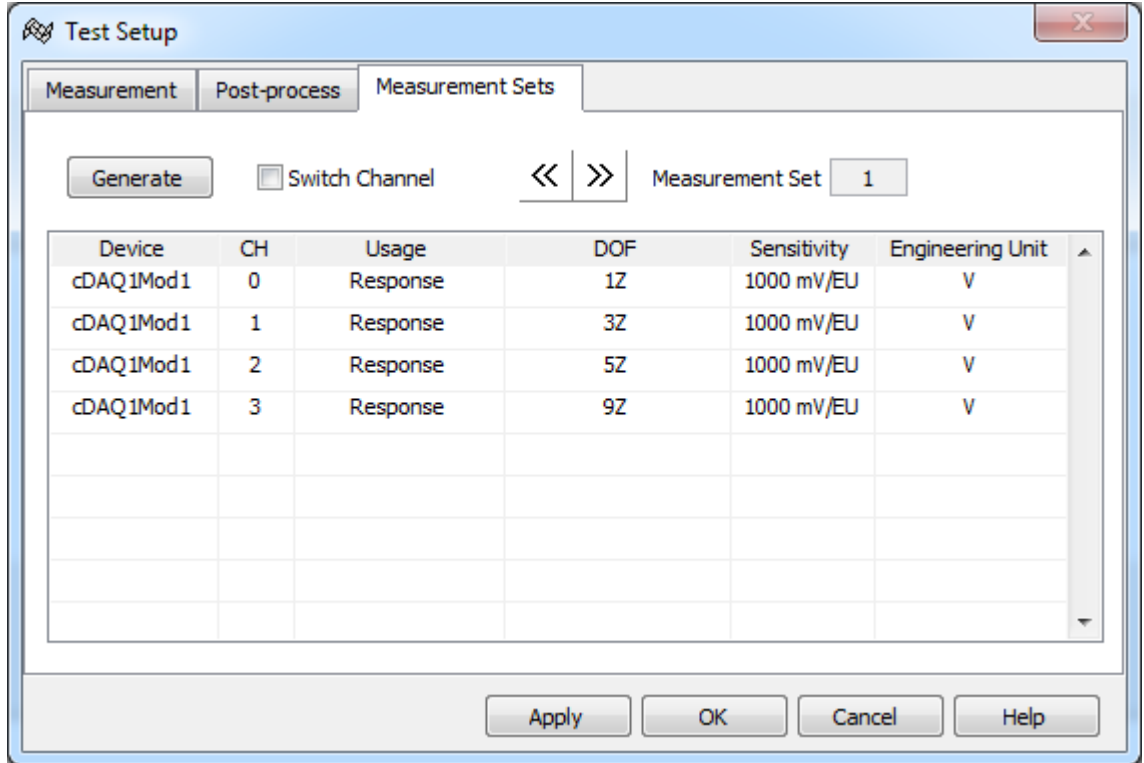 Test Setup
Measurement Post-process Measurement Sets
Generate Switch Channel Measurement Set 1
Device CH Usage DOF Sensitivity Engineering Unit
cDAQ1Mod1 0 Response 1Z 1000 mV/EU V
cDAQ1Mod1 1 Response 3Z 1000 mV/EU V
cDAQ1Mod1 2 Response 5Z 1000 mV/EU V
cDAQ1Mod1 3 Response 9Z 1000 mV/EU V
Apply OK Cancel Help